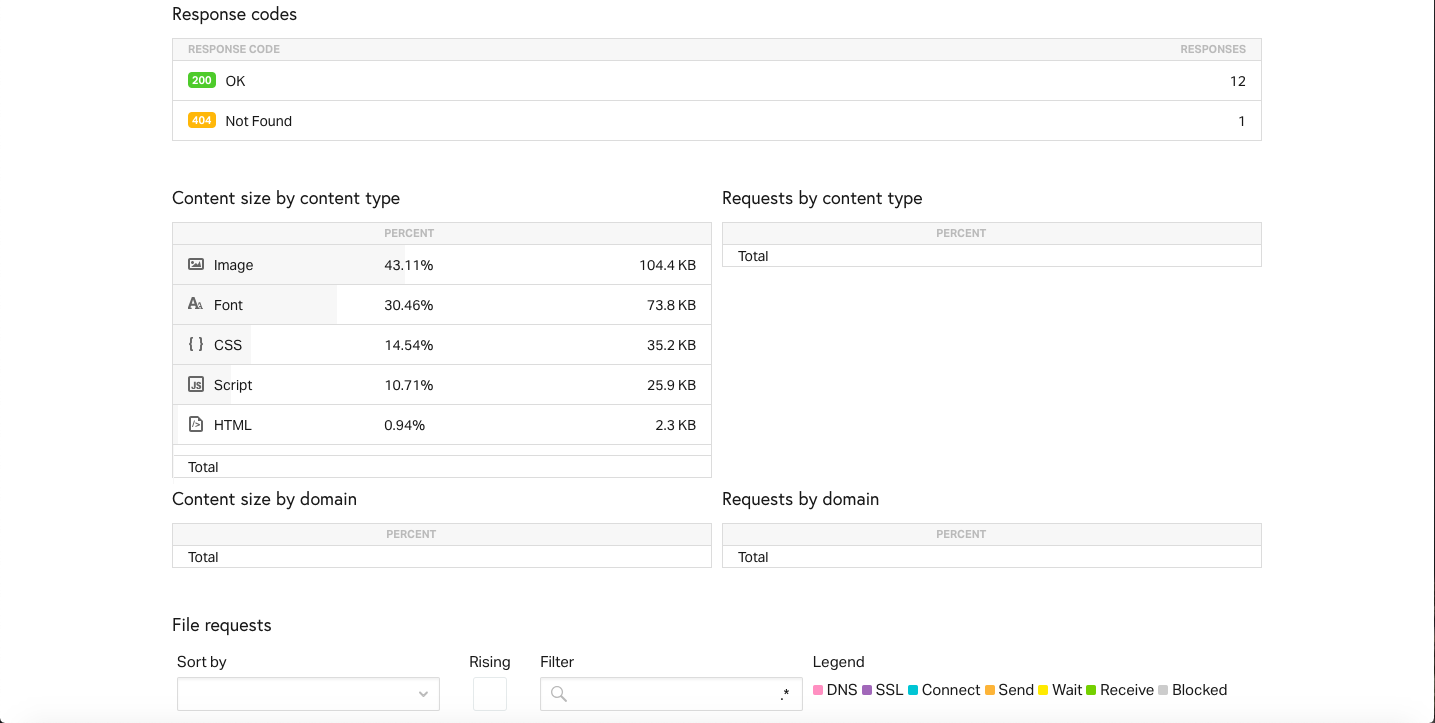 Response codes
RESPONSE CODE RESPONSES
200 OK 12
404 Not Found 1
Content size by content type
PERCENT
Image 43.11% 104.4 KB
Font 30.46% 73.8 KB
{ } CSS 14.54% 35.2 KB
JS Script 10.71% 25.9 KB
HTML 0.94% 2.3 KB
Total
Requests by content type
PERCENT
Total
Content size by domain
PERCENT
Total
Requests by domain
PERCENT
Total
File requests
Sort by
Rising
Filter
.*
Legend
DNS SSL Connect Send Wait Receive Blocked